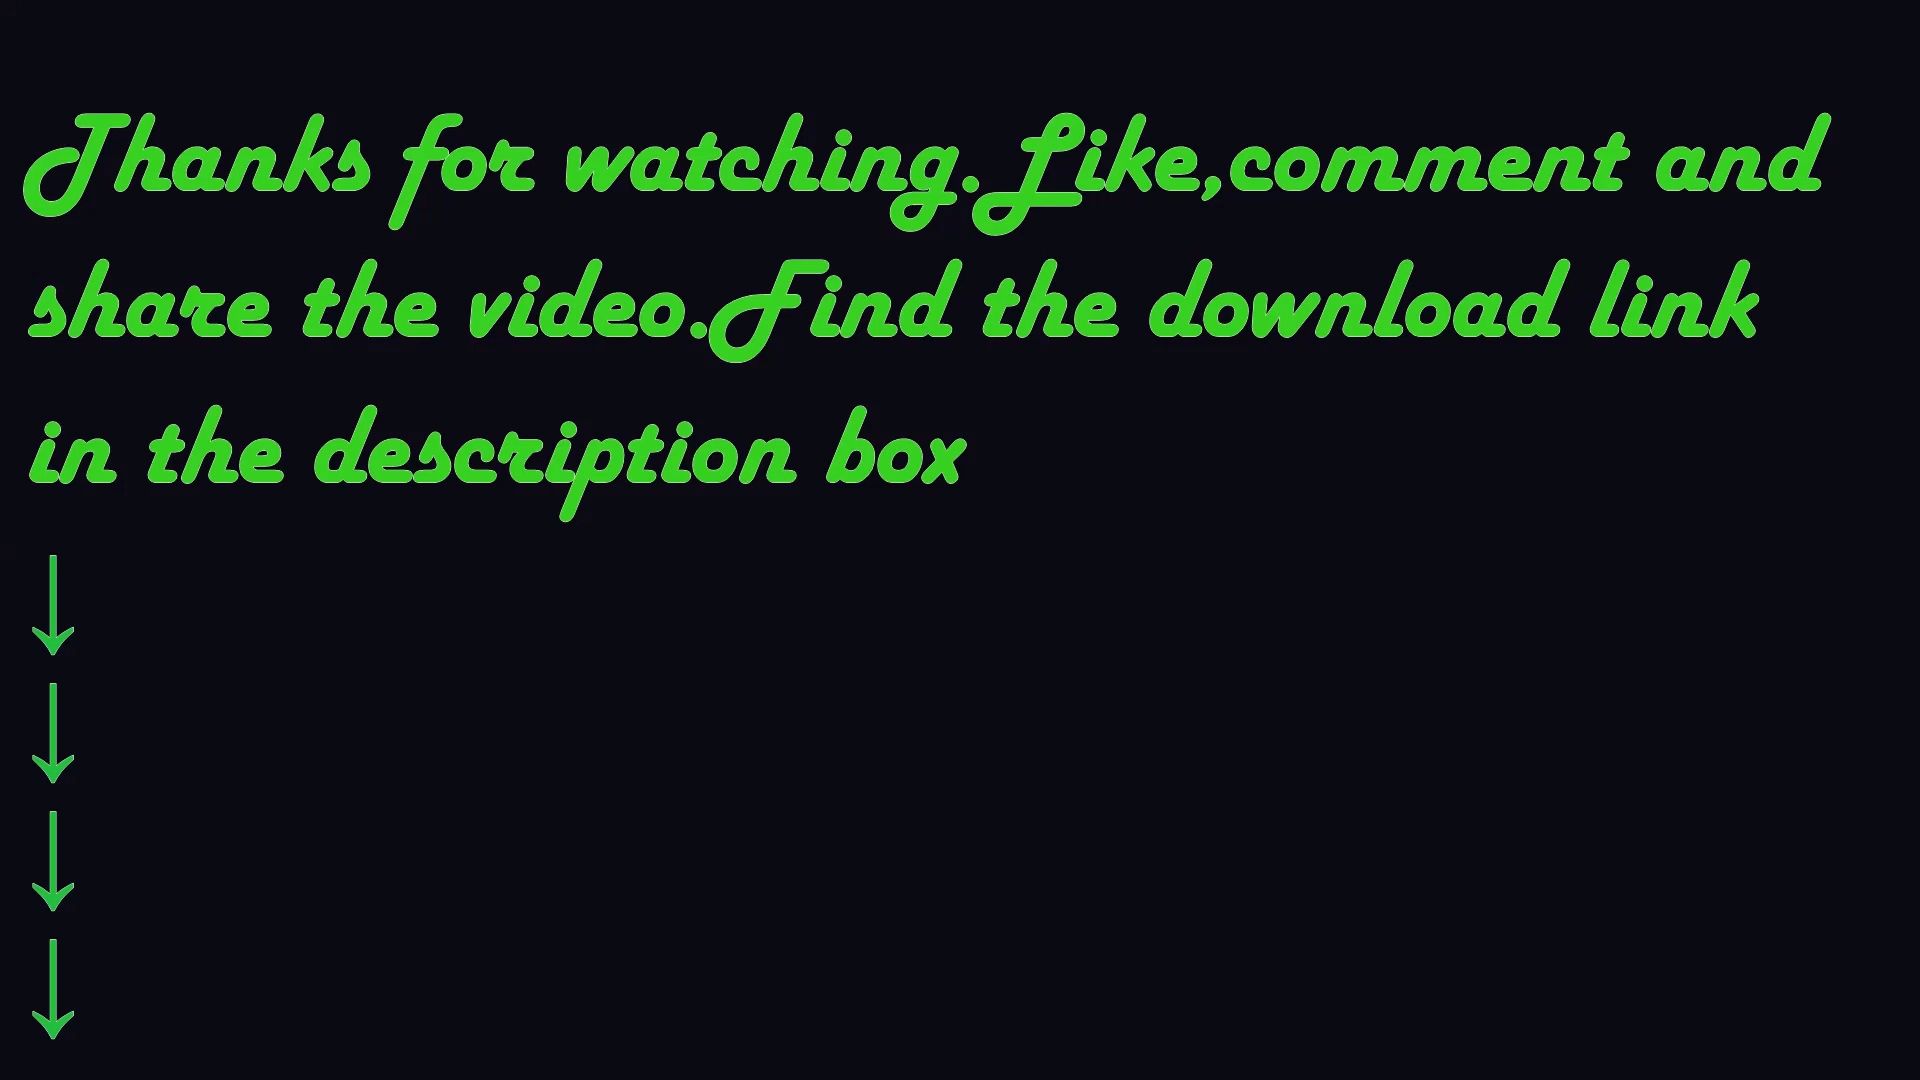 Thanks for watching.Like,comment and
share the video.Find the download link
in the description box
↓
↓
↓
↓